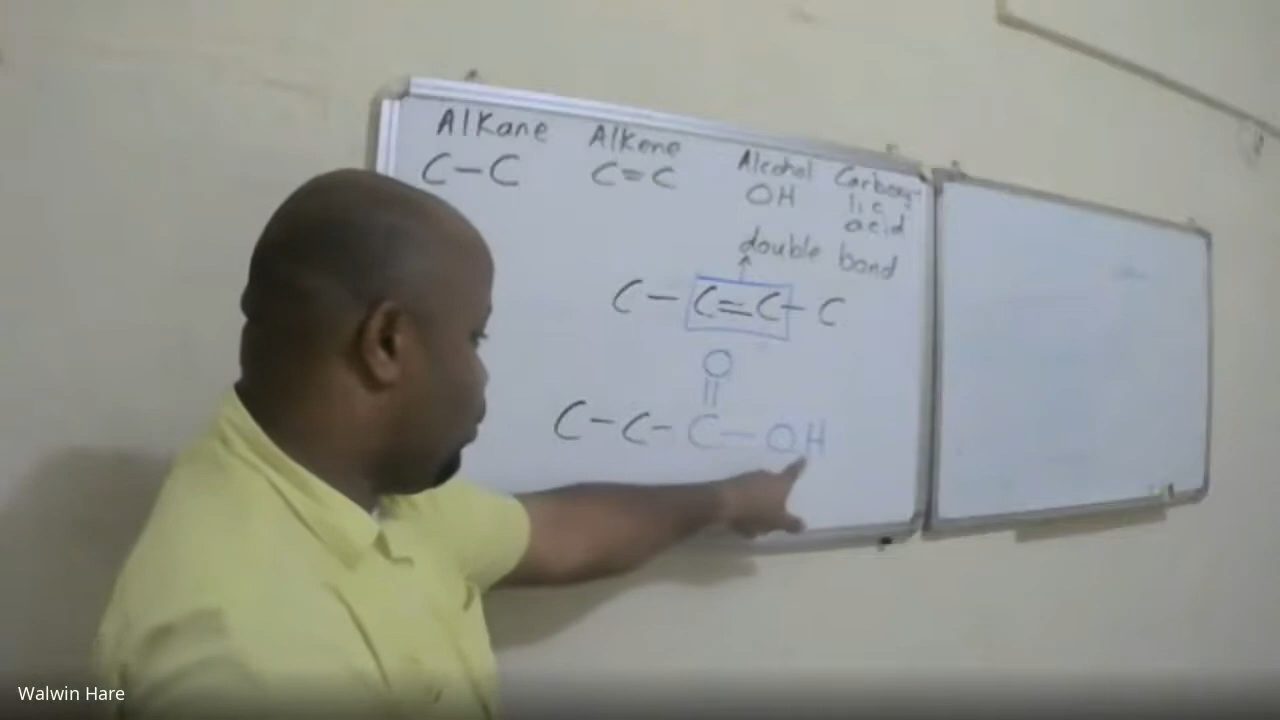 Alkane Alkene Alcohol Carboxy-
C-C C=C OH lic
acid
double bond
C-C=C-C
O
||
C-C-C-OH
Walwin Hare